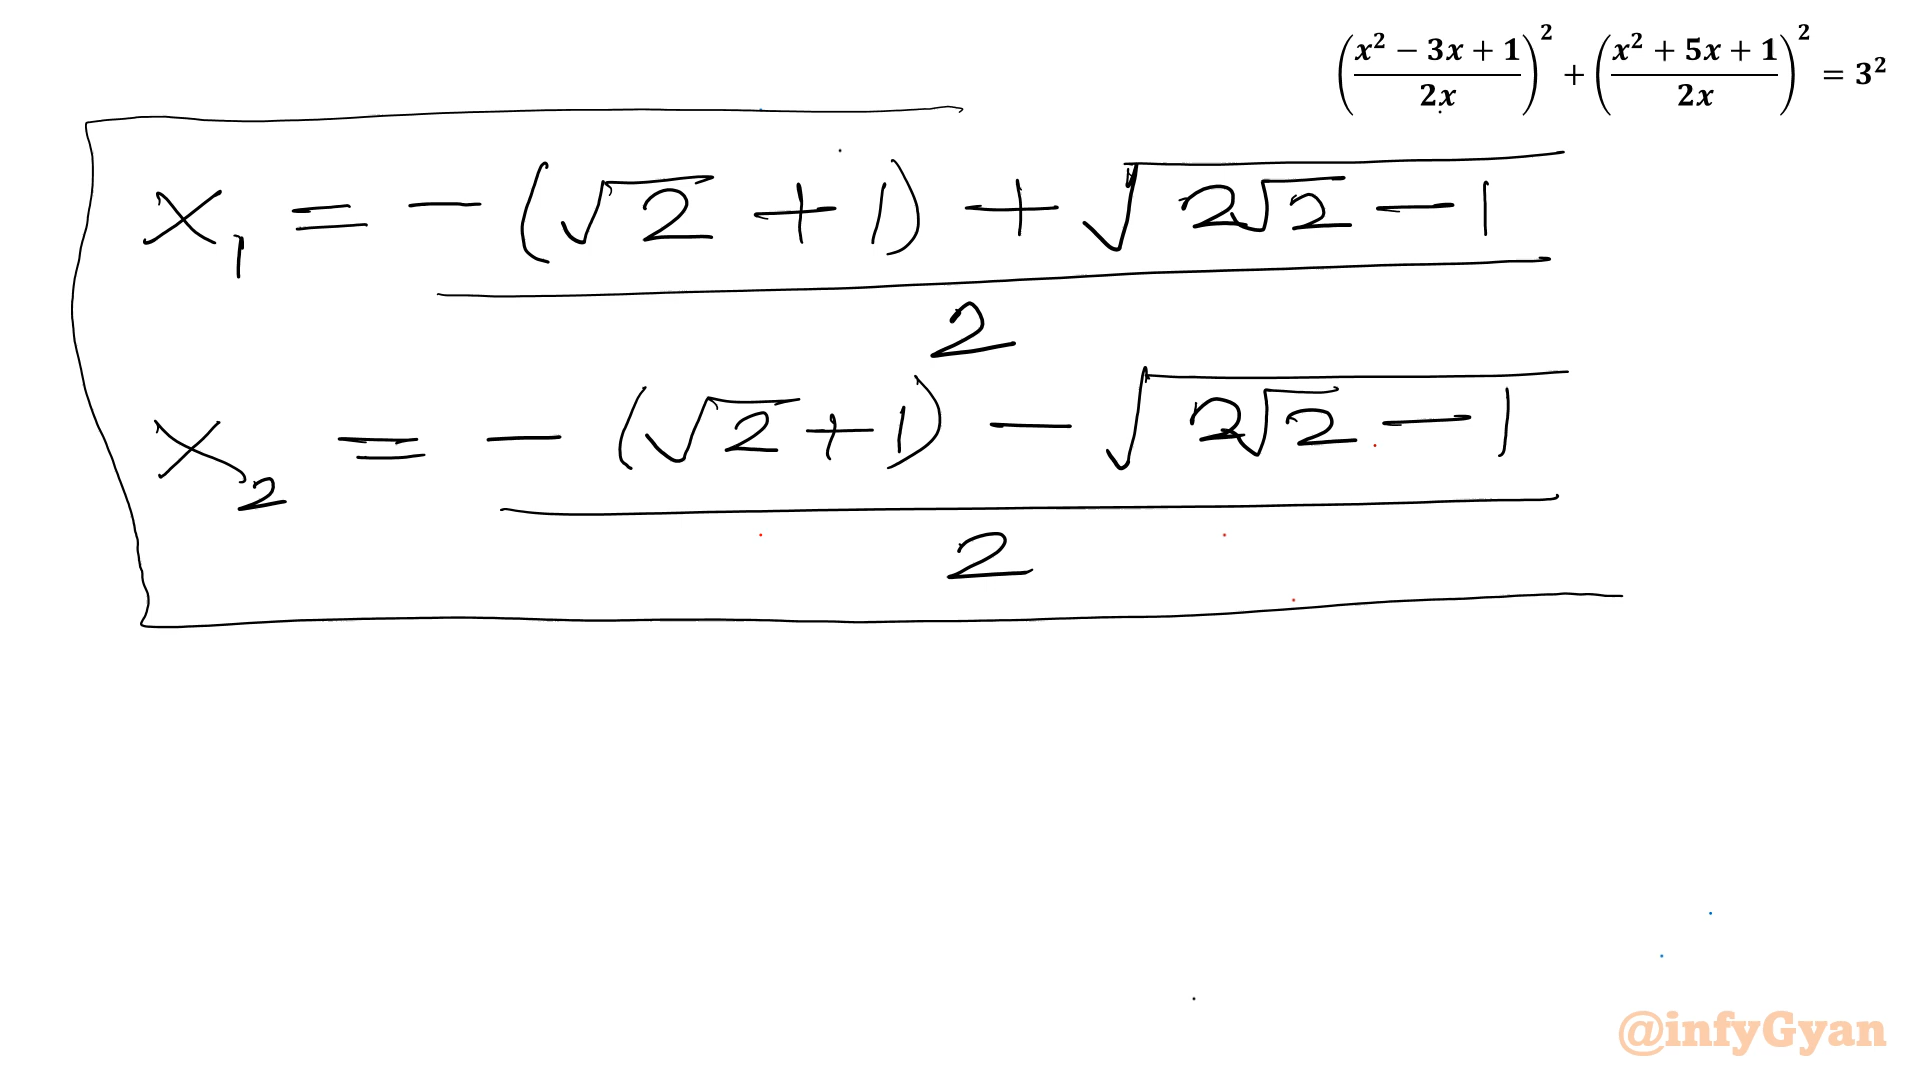 ((x² − 3x + 1)/(2x))² + ((x² + 5x + 1)/(2x))² = 3²
x₁ = (−(√2 + 1) + √(2√2 − 1))/2
x₂ = (−(√2 + 1) − √(2√2 − 1))/2
@infyGyan